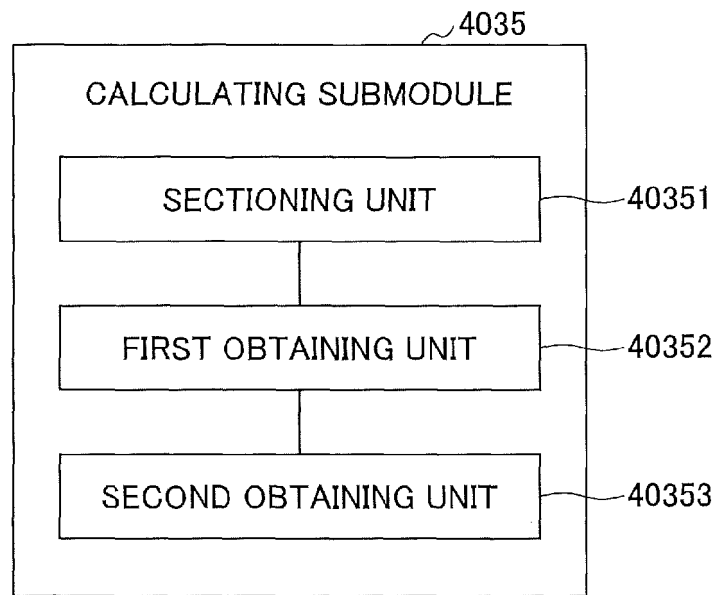 4035
CALCULATING SUBMODULE
SECTIONING UNIT
40351
FIRST OBTAINING UNIT
40352
SECOND OBTAINING UNIT
40353